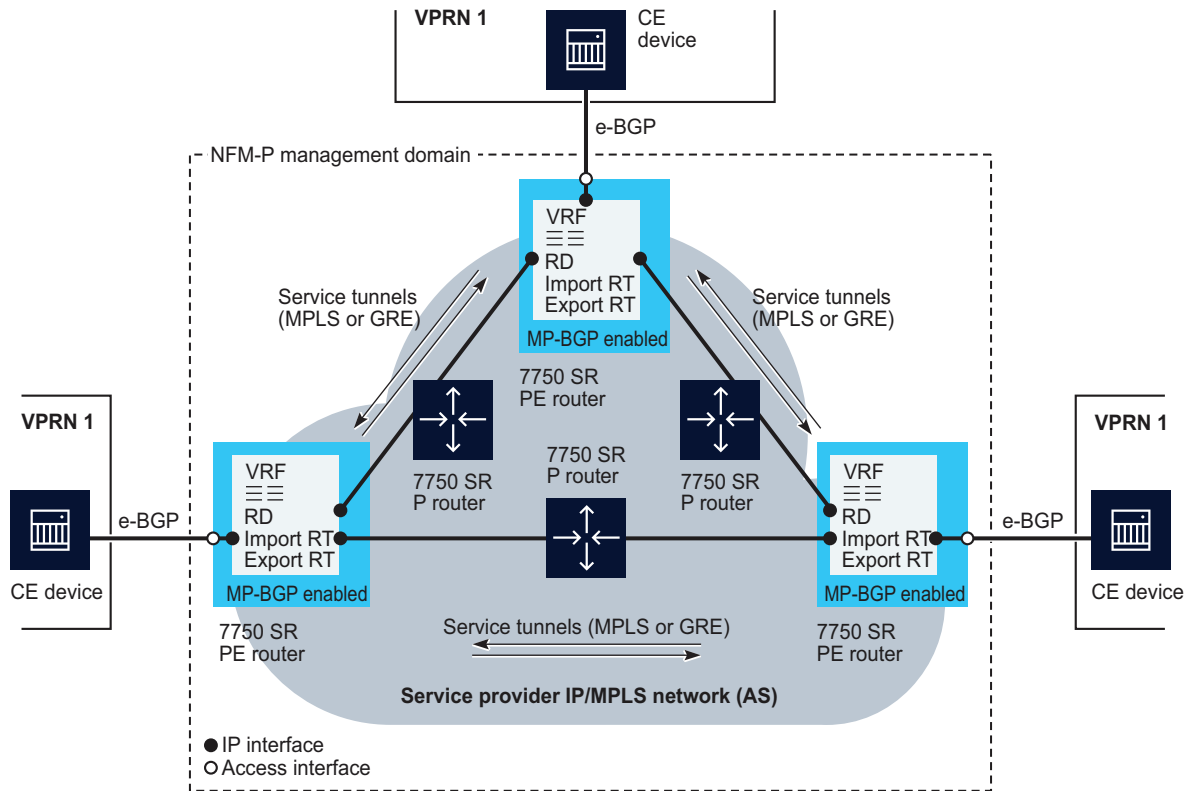 VPRN 1
CE
device
e-BGP
NFM-P management domain
VRF
RD
Import RT
Export RT
MP-BGP enabled
Service tunnels
(MPLS or GRE)
Service tunnels
(MPLS or GRE)
7750 SR
PE router
VPRN 1
CE device
e-BGP
VRF
RD
Import RT
Export RT
MP-BGP enabled
7750 SR
PE router
7750 SR
P router
7750 SR
P router
7750 SR
P router
VRF
RD
Import RT
Export RT
MP-BGP enabled
7750 SR
PE router
e-BGP
VPRN 1
CE device
Service tunnels (MPLS or GRE)
Service provider IP/MPLS network (AS)
IP interface
Access interface